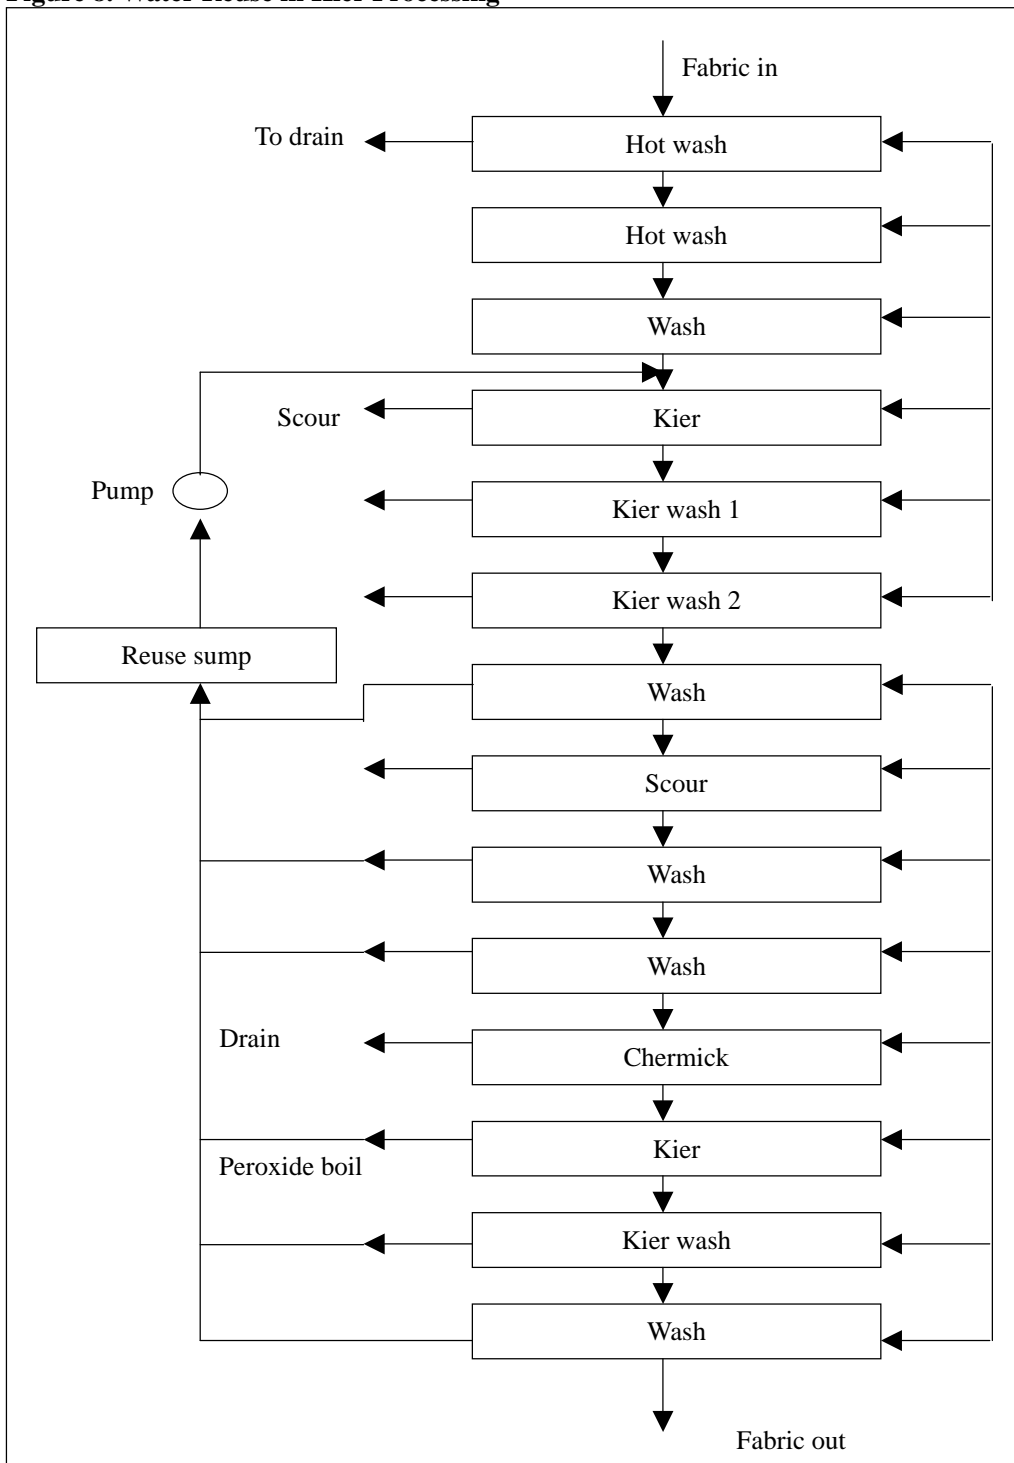 Figure 8: Water Reuse in Kier Processing
Fabric in
To drain
Hot wash
Hot wash
Wash
Scour
Kier
Pump
Kier wash 1
Kier wash 2
Reuse sump
Wash
Scour
Wash
Wash
Drain
Chermick
Kier
Peroxide boil
Kier wash
Wash
Fabric out